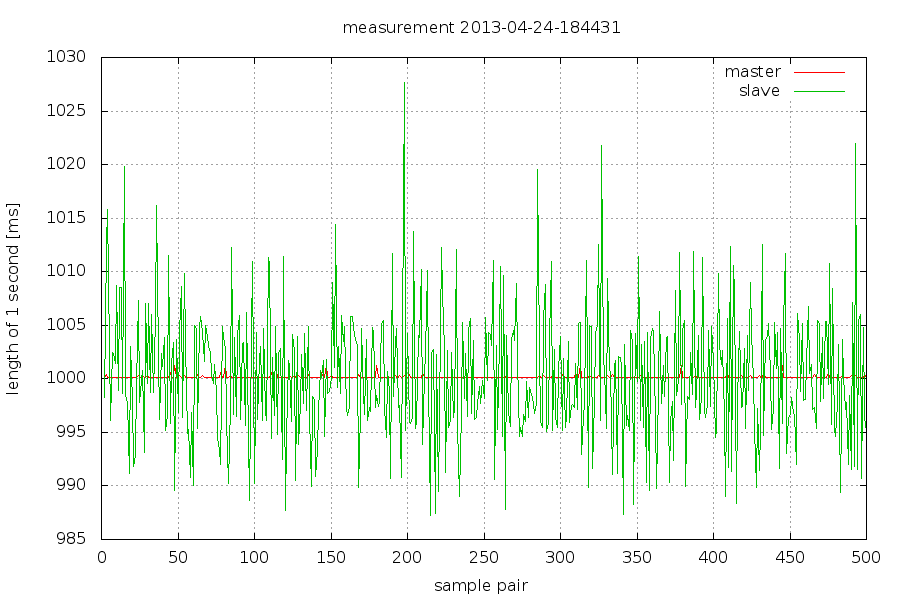 measurement 2013-04-24-184431
master
slave
length of 1 second [ms]
1030
1025
1020
1015
1010
1005
1000
995
990
985
0 50 100 150 200 250 300 350 400 450 500
sample pair